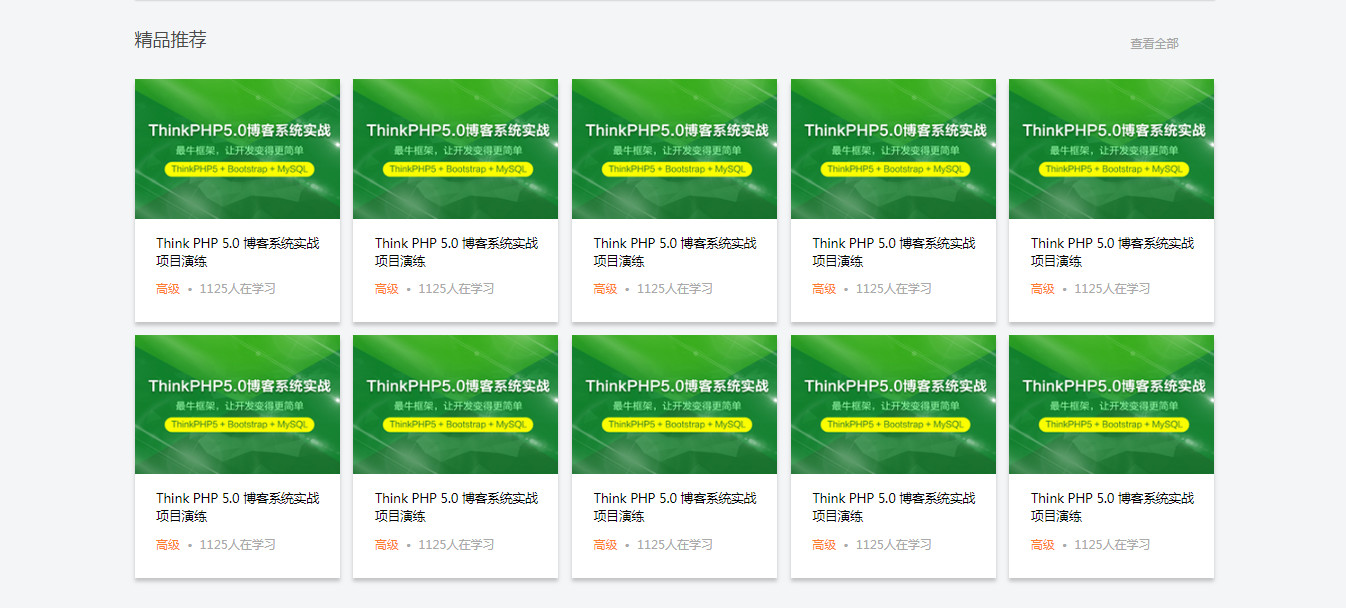 精品推荐
查看全部
ThinkPHP5.0博客系统实战
最牛框架，让开发变得更简单
ThinkPHP5 + Bootstrap + MySQL
Think PHP 5.0 博客系统实战
项目演练
高级 • 1125人在学习
ThinkPHP5.0博客系统实战
最牛框架，让开发变得更简单
ThinkPHP5 + Bootstrap + MySQL
Think PHP 5.0 博客系统实战
项目演练
高级 • 1125人在学习
ThinkPHP5.0博客系统实战
最牛框架，让开发变得更简单
ThinkPHP5 + Bootstrap + MySQL
Think PHP 5.0 博客系统实战
项目演练
高级 • 1125人在学习
ThinkPHP5.0博客系统实战
最牛框架，让开发变得更简单
ThinkPHP5 + Bootstrap + MySQL
Think PHP 5.0 博客系统实战
项目演练
高级 • 1125人在学习
ThinkPHP5.0博客系统实战
最牛框架，让开发变得更简单
ThinkPHP5 + Bootstrap + MySQL
Think PHP 5.0 博客系统实战
项目演练
高级 • 1125人在学习
ThinkPHP5.0博客系统实战
最牛框架，让开发变得更简单
ThinkPHP5 + Bootstrap + MySQL
Think PHP 5.0 博客系统实战
项目演练
高级 • 1125人在学习
ThinkPHP5.0博客系统实战
最牛框架，让开发变得更简单
ThinkPHP5 + Bootstrap + MySQL
Think PHP 5.0 博客系统实战
项目演练
高级 • 1125人在学习
ThinkPHP5.0博客系统实战
最牛框架，让开发变得更简单
ThinkPHP5 + Bootstrap + MySQL
Think PHP 5.0 博客系统实战
项目演练
高级 • 1125人在学习
ThinkPHP5.0博客系统实战
最牛框架，让开发变得更简单
ThinkPHP5 + Bootstrap + MySQL
Think PHP 5.0 博客系统实战
项目演练
高级 • 1125人在学习
ThinkPHP5.0博客系统实战
最牛框架，让开发变得更简单
ThinkPHP5 + Bootstrap + MySQL
Think PHP 5.0 博客系统实战
项目演练
高级 • 1125人在学习